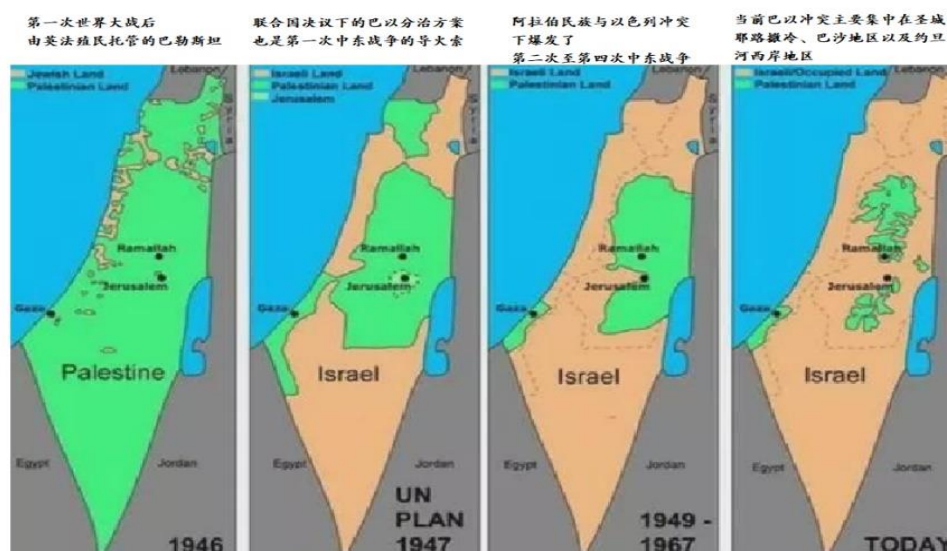 第一次世界大战后
由英法殖民托管的巴勒斯坦
联合国决议下的巴以分治方案
也是第一次中东战争的导火索
阿拉伯民族与以色列冲突
下爆发了
第二次至第四次中东战争
当前巴以冲突主要集中在圣城
耶路撒冷、巴沙地区以及约旦
河西岸地区
Jewish Land
Palestinian Land
Lebanon
Syria
Ramallah
Jerusalem
Gaza
Palestine
Egypt
Jordan
1946
Israeli Land
Palestinian Land
Jerusalem
Lebanon
Syria
Ramallah
Jerusalem
Gaza
Israel
Egypt
Jordan
UN
PLAN
1947
Israeli Land
Palestinian Land
Lebanon
Syria
Ramallah
Jerusalem
Gaza
Israel
Egypt
Jordan
1949 -
1967
Israeli/Occupied Land
Palestinian Land
Lebanon
Syria
Ramallah
Jerusalem
Gaza
Israel
Egypt
Jordan
TODAY